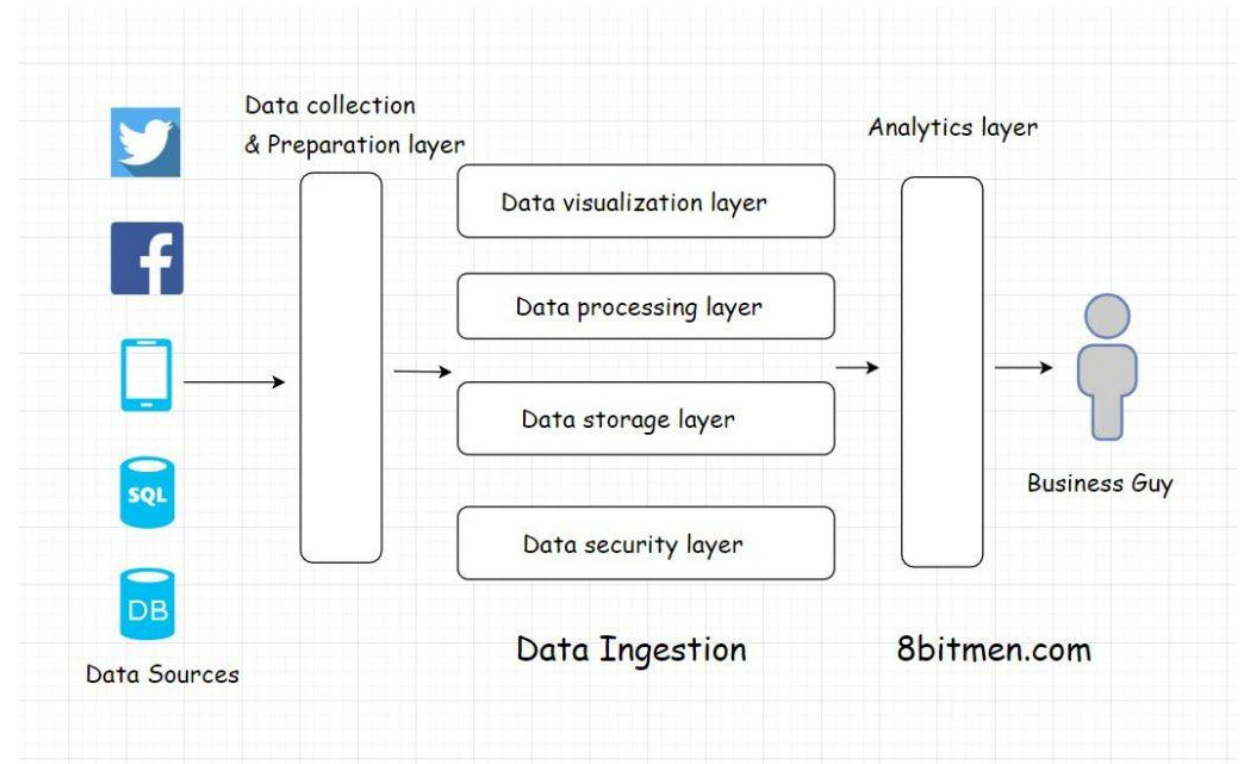 Data collection
& Preparation layer
Analytics layer
Data visualization layer
Data processing layer
Data storage layer
Data security layer
SQL
DB
Data Sources
Business Guy
Data Ingestion
8bitmen.com